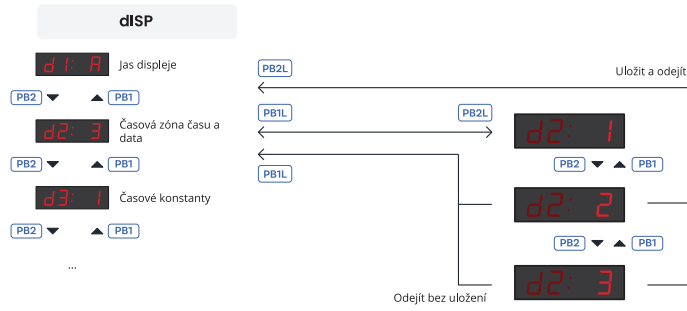 dISP
d1: A
Jas displeje
PB2L
Uložit a odejít
PB2
PB1
d2: 3
Časová zóna času a
data
PB1L
PB2L
d2: 1
PB2
PB1
PB2
PB1
PB1L
d3: 1
Časové konstanty
d2: 2
PB2
PB1
PB2
PB1
...
d2: 3
Odejít bez uložení